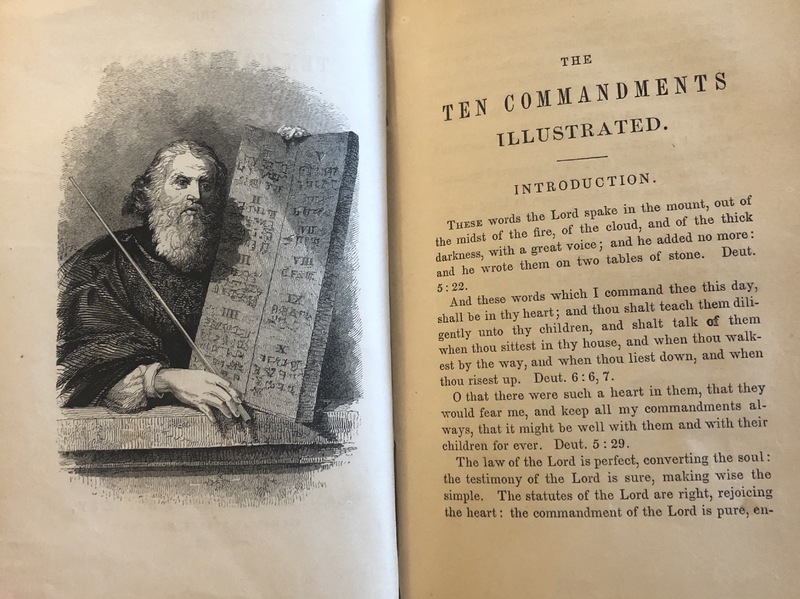 II
V
VII
VIII
IX
IIII
X
THE
TEN COMMANDMENTS
ILLUSTRATED.
INTRODUCTION.
THESE words the Lord spake in the mount, out of
the midst of the fire, of the cloud, and of the thick
darkness, with a great voice; and he added no more:
and he wrote them on two tables of stone. Deut.
5:22.
And these words which I command thee this day,
shall be in thy heart; and thou shalt teach them dili-
gently unto thy children, and shalt talk of them
when thou sittest in thy house, and when thou walk-
est by the way, and when thou liest down, and when
thou risest up. Deut. 6:6, 7.
O that there were such a heart in them, that they
would fear me, and keep all my commandments al-
ways, that it might be well with them and with their
children for ever. Deut. 5:29.
The law of the Lord is perfect, converting the soul:
the testimony of the Lord is sure, making wise the
simple. The statutes of the Lord are right, rejoicing
the heart: the commandment of the Lord is pure, en-